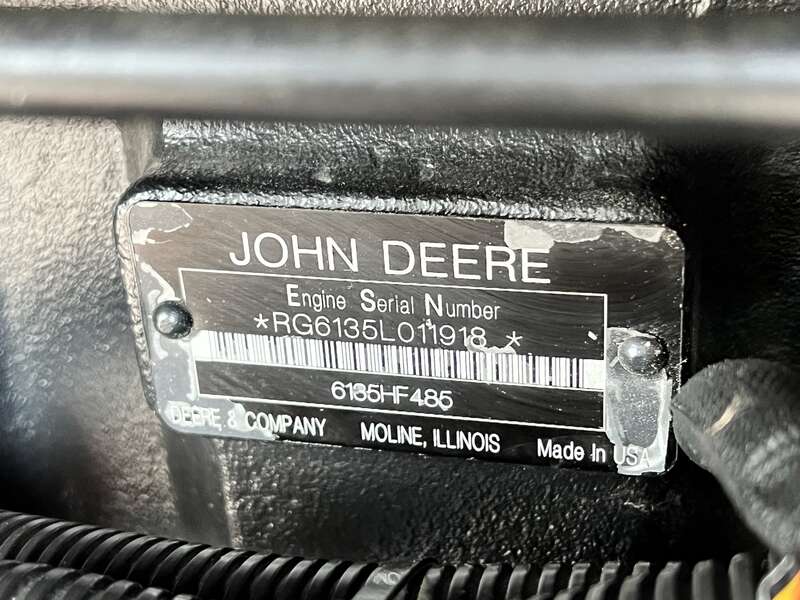 JOHN DEERE
Engine Serial Number
*RG6135L011918 *
6135HF485
DEERE & COMPANY MOLINE, ILLINOIS Made In USA